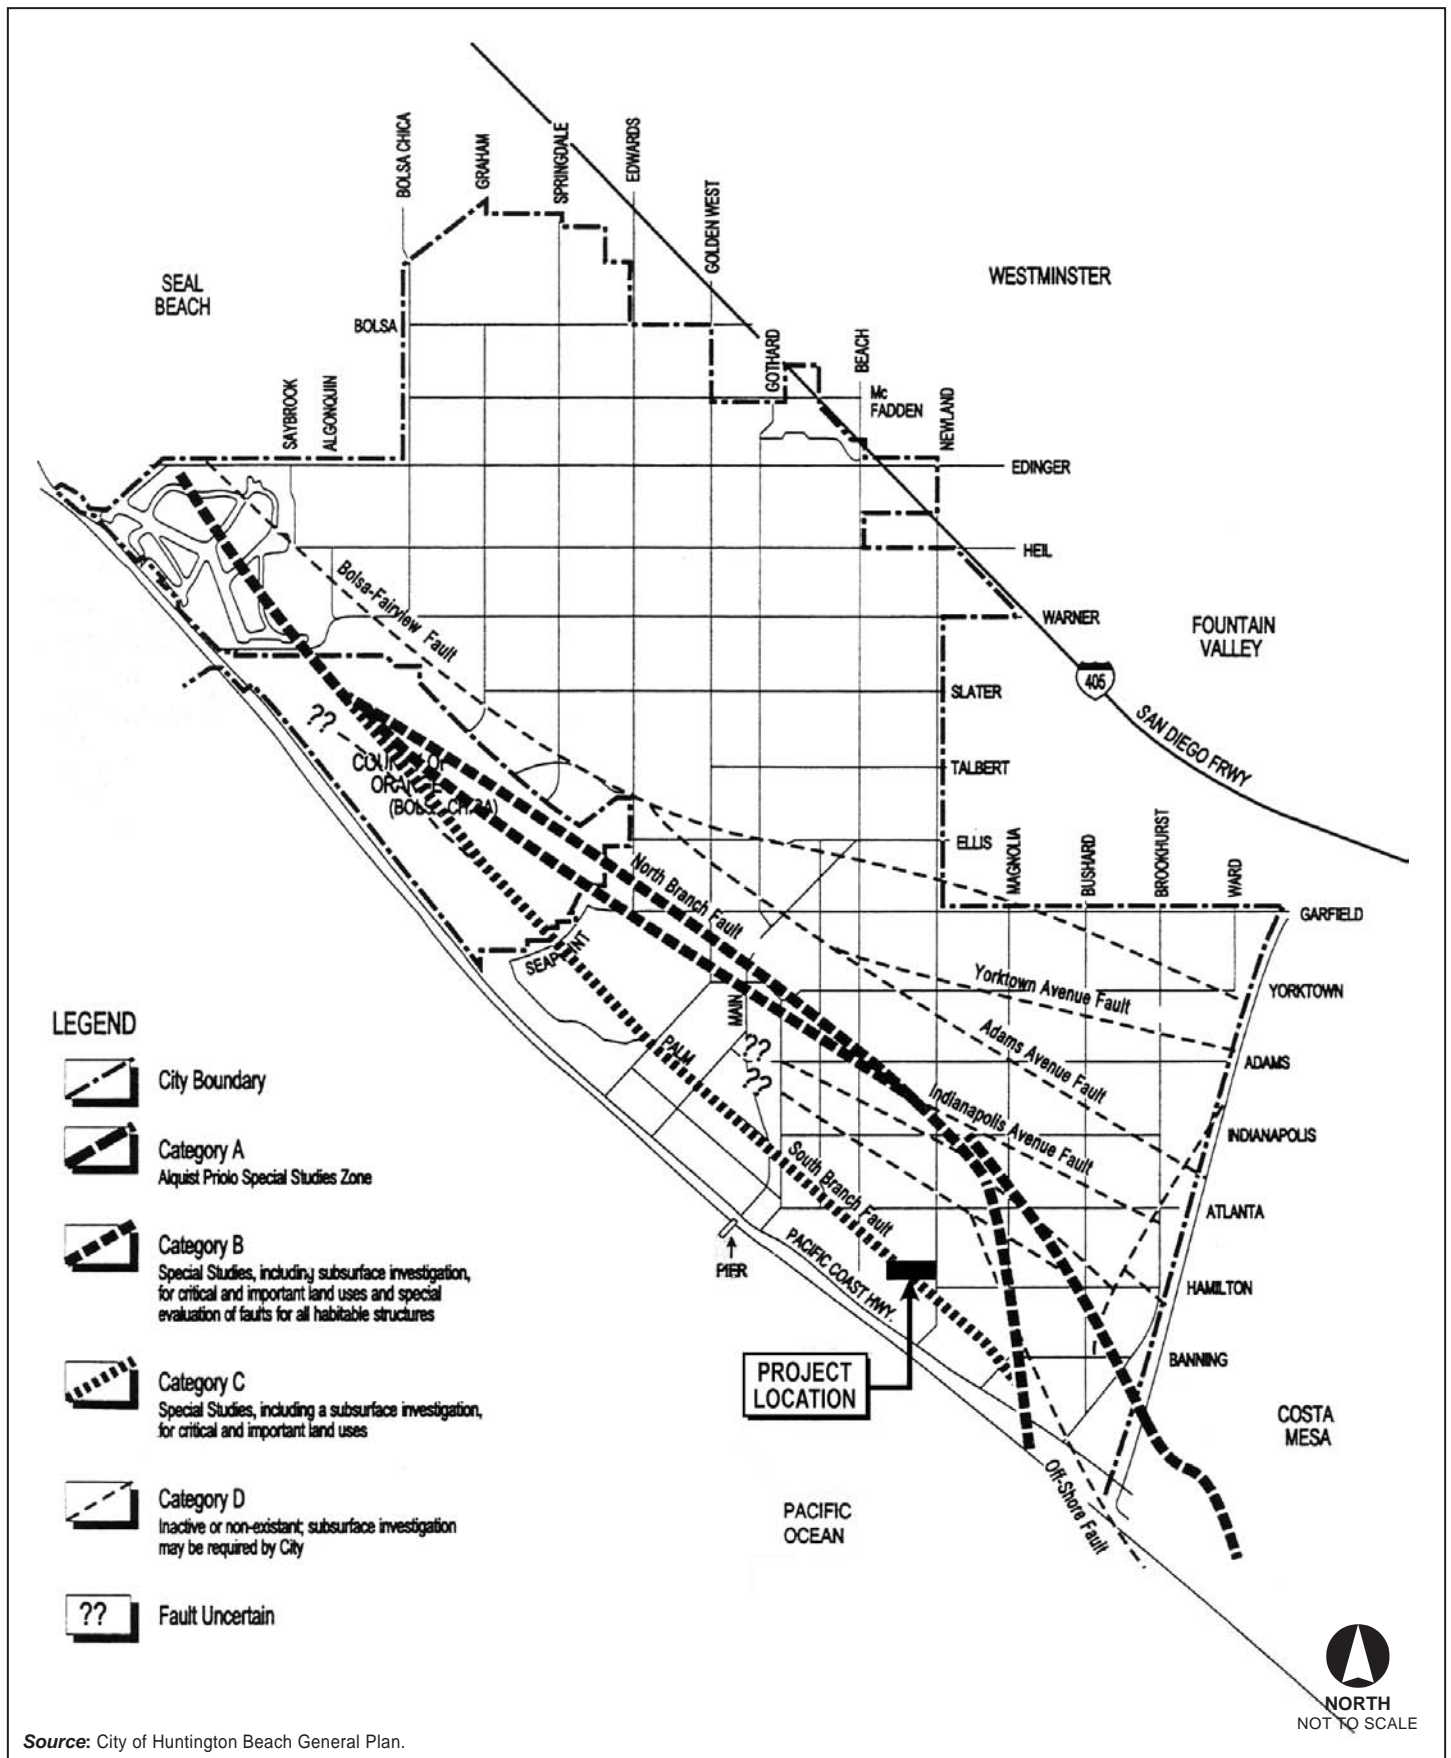 BOLSA CHICA
GRAHAM
SPRINGDALE
EDWARDS
GOLDEN WEST
SEAL
BEACH
WESTMINSTER
BOLSA
GOTHARD
BEACH
Mc
FADDEN
NEWLAND
SAYBROOK
ALGONQUIN
EDINGER
HEIL
Bolsa-Fairview Fault
WARNER
FOUNTAIN
VALLEY
SLATER
405
SAN DIEGO FRWY
??
TALBERT
COUNTY OF
ORANGE
(BOLSA CHICA)
ELLIS
MAGNOLIA
BUSHARD
BROOKHURST
WARD
North Branch Fault
GARFIELD
SEAPOINT
Yorktown Avenue Fault
YORKTOWN
MAIN
PALM
??
??
Adams Avenue Fault
ADAMS
Indianapolis Avenue Fault
INDIANAPOLIS
South Branch Fault
ATLANTA
PACIFIC COAST HWY.
PIER
HAMILTON
BANNING
PROJECT
LOCATION
COSTA
MESA
Off-Shore Fault
PACIFIC
OCEAN
LEGEND
City Boundary
Category A
Alquist Priolo Special Studies Zone
Category B
Special Studies, including subsurface investigation,
for critical and important land uses and special
evaluation of faults for all habitable structures
Category C
Special Studies, including a subsurface investigation,
for critical and important land uses
Category D
Inactive or non-existant; subsurface investigation
may be required by City
??
Fault Uncertain
NORTH
NOT TO SCALE
Source: City of Huntington Beach General Plan.